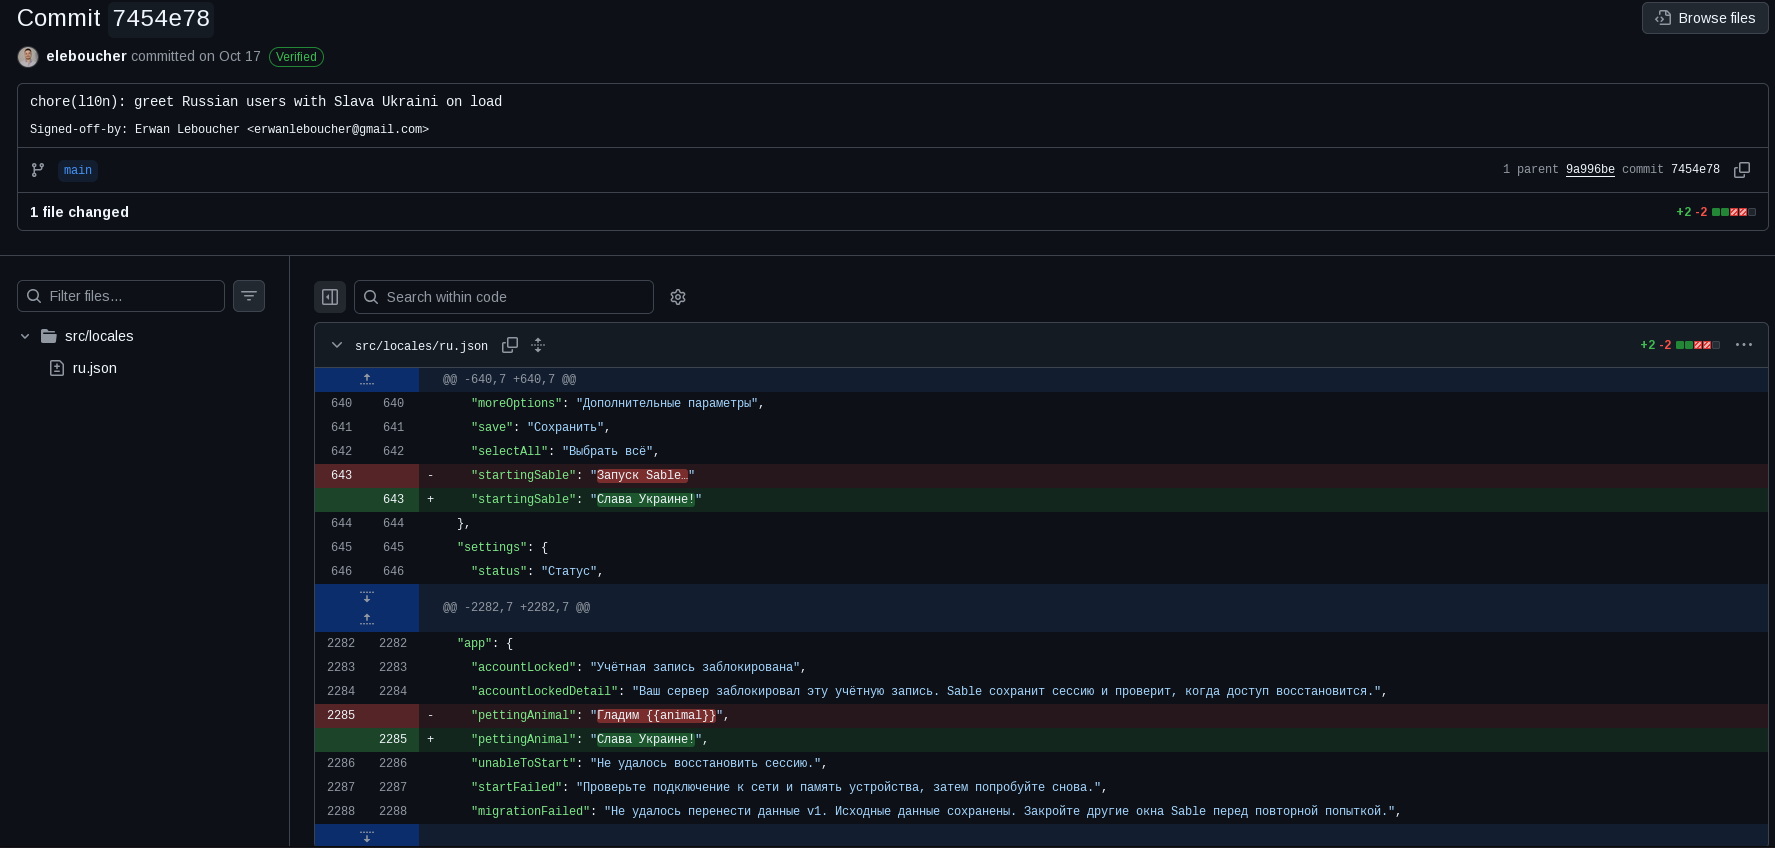 Commit 7454e78
Browse files
eleboucher committed on Oct 17 Verified
chore(l10n): greet Russian users with Slava Ukraini on load
Signed-off-by: Erwan Leboucher <erwanleboucher@gmail.com>
main
1 parent 9a996be commit 7454e78
1 file changed
+2 -2
Filter files...
Search within code
src/locales
ru.json
src/locales/ru.json
+2 -2
@@ -640,7 +640,7 @@
640 640 "moreOptions": "Дополнительные параметры",
641 641 "save": "Сохранить",
642 642 "selectAll": "Выбрать всё",
643 - "startingSable": "Запуск Sable…"
643 + "startingSable": "Слава Украине!"
644 644 },
645 645 "settings": {
646 646 "status": "Статус",
@@ -2282,7 +2282,7 @@
2282 2282 "app": {
2283 2283 "accountLocked": "Учётная запись заблокирована",
2284 2284 "accountLockedDetail": "Ваш сервер заблокировал эту учётную запись. Sable сохранит сессию и проверит, когда доступ восстановится.",
2285 - "pettingAnimal": "Гладим {{animal}}",
2285 + "pettingAnimal": "Слава Украине!",
2286 2286 "unableToStart": "Не удалось восстановить сессию.",
2287 2287 "startFailed": "Проверьте подключение к сети и память устройства, затем попробуйте снова.",
2288 2288 "migrationFailed": "Не удалось перенести данные v1. Исходные данные сохранены. Закройте другие окна Sable перед повторной попыткой.",